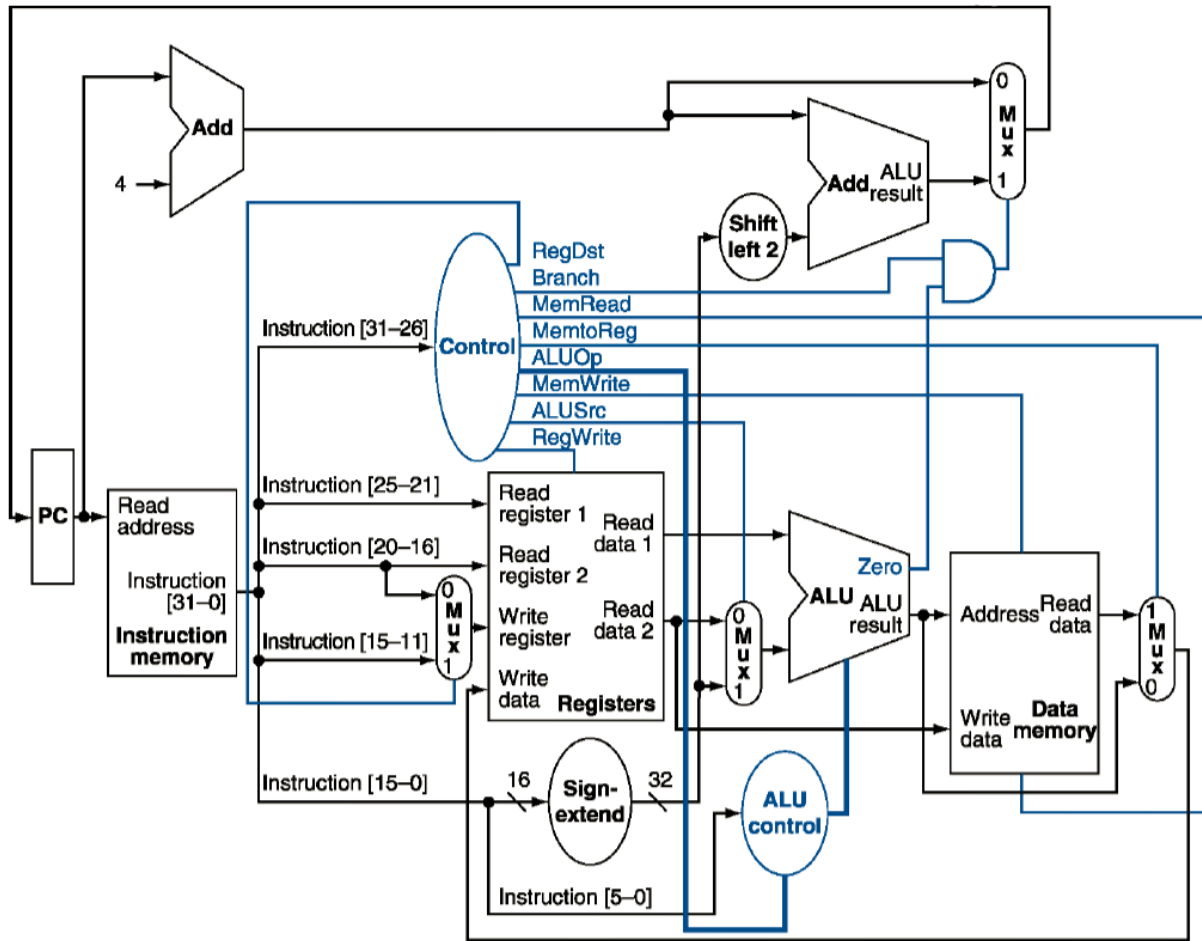 Add
4
RegDst
Branch
MemRead
MemtoReg
ALUOp
MemWrite
ALUSrc
RegWrite
Control
Shift
left 2
Add
ALU
result
0
M
u
x
1
Instruction [31–26]
Instruction [25–21]
Instruction [20–16]
Instruction [15–11]
Instruction [15–0]
Instruction [5–0]
PC
Read
address
Instruction
[31–0]
Instruction
memory
0
M
u
x
1
Read
register 1
Read
register 2
Write
register
Write
data
Read
data 1
Read
data 2
Registers
0
M
u
x
1
Zero
ALU
ALU
result
Address
Read
data
Write
data
Data
memory
1
M
u
x
0
16
Sign-
extend
32
ALU
control